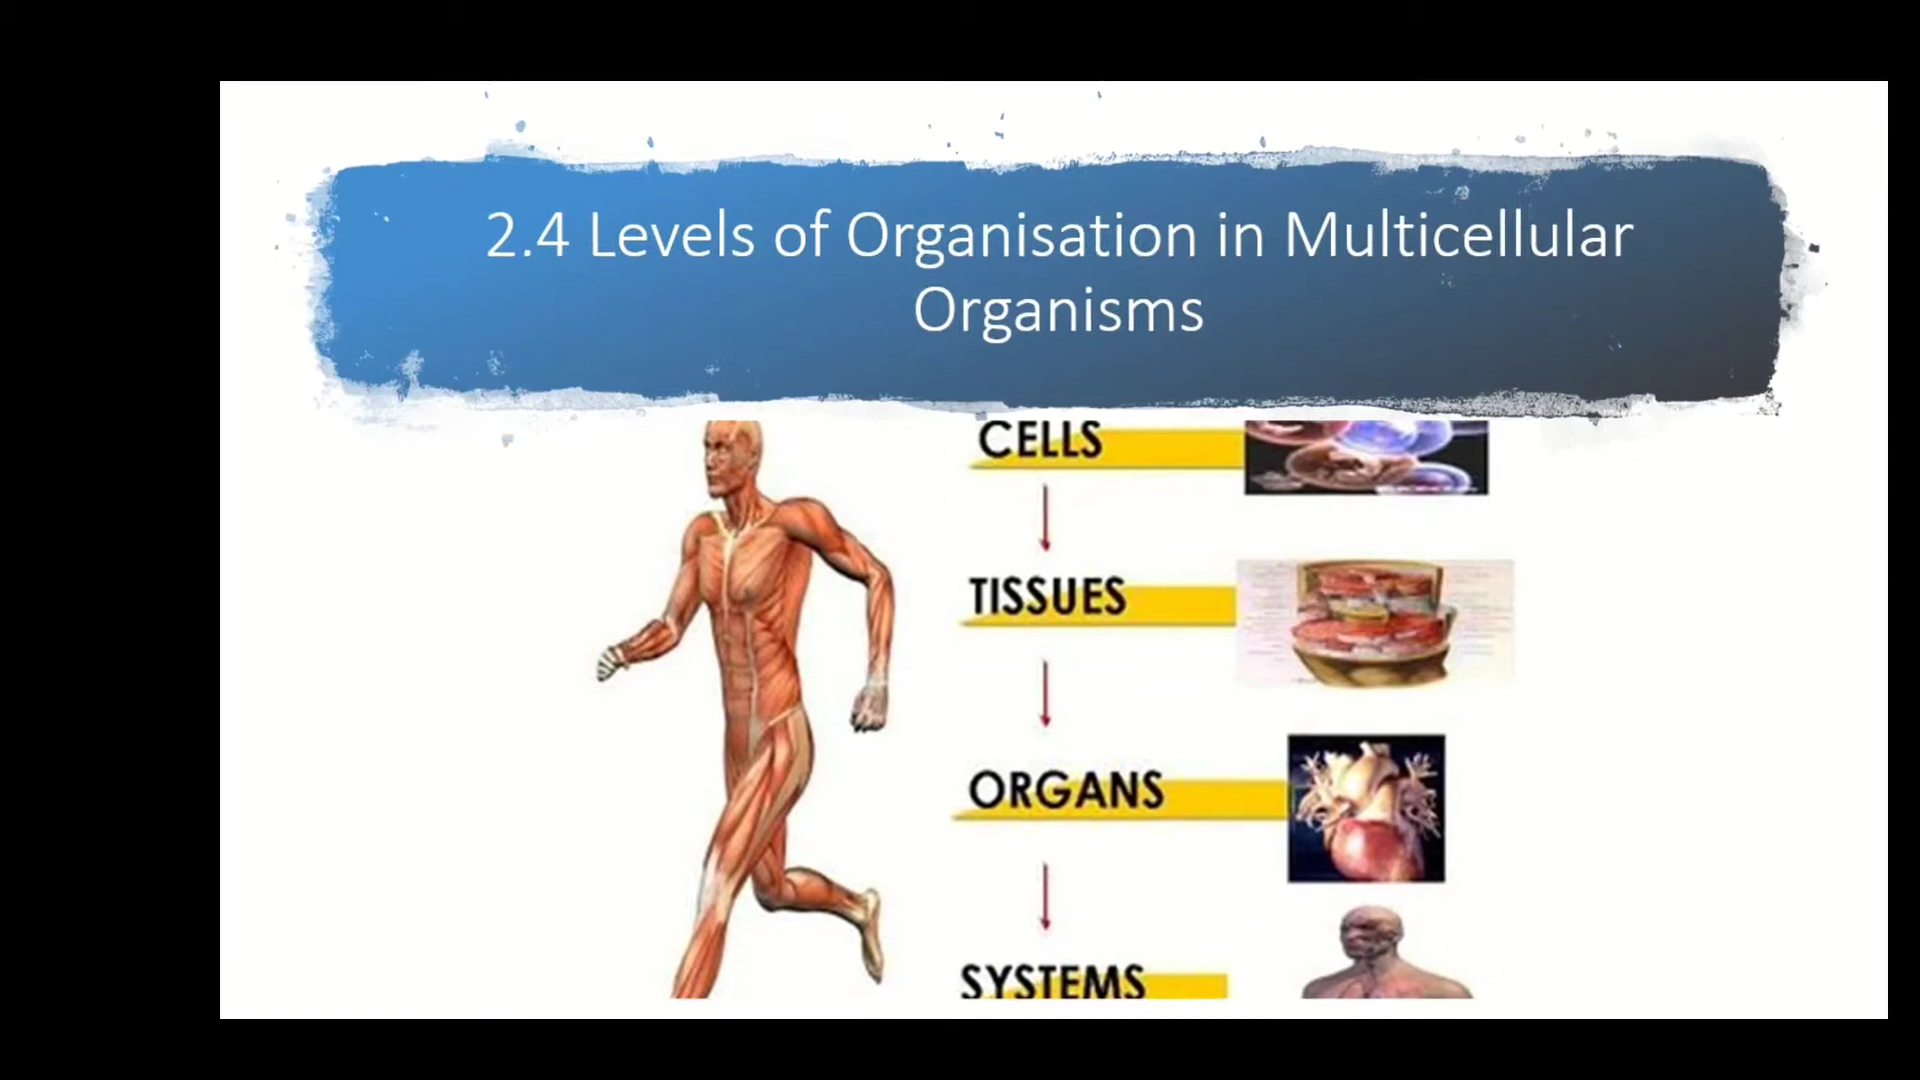 2.4 Levels of Organisation in Multicellular
Organisms
CELLS
TISSUES
ORGANS
SYSTEMS